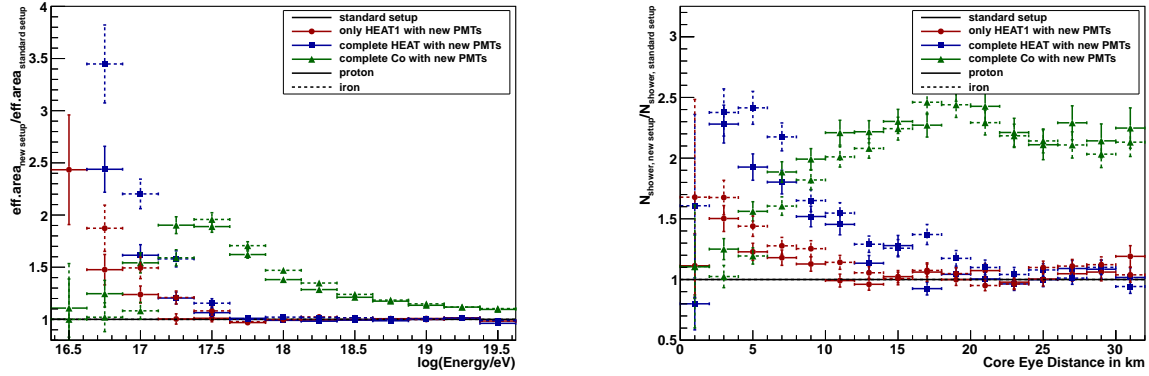 eff.area_new setup/eff.area_standard setup
4
3.5
3
2.5
2
1.5
1
standard setup
only HEAT1 with new PMTs
complete HEAT with new PMTs
complete Co with new PMTs
proton
iron
16.5 17 17.5 18 18.5 19 19.5
log(Energy/eV)
N_shower, new setup/N_shower, standard setup
3
2.5
2
1.5
1
0.5
standard setup
only HEAT1 with new PMTs
complete HEAT with new PMTs
complete Co with new PMTs
proton
iron
0 5 10 15 20 25 30
Core Eye Distance in km